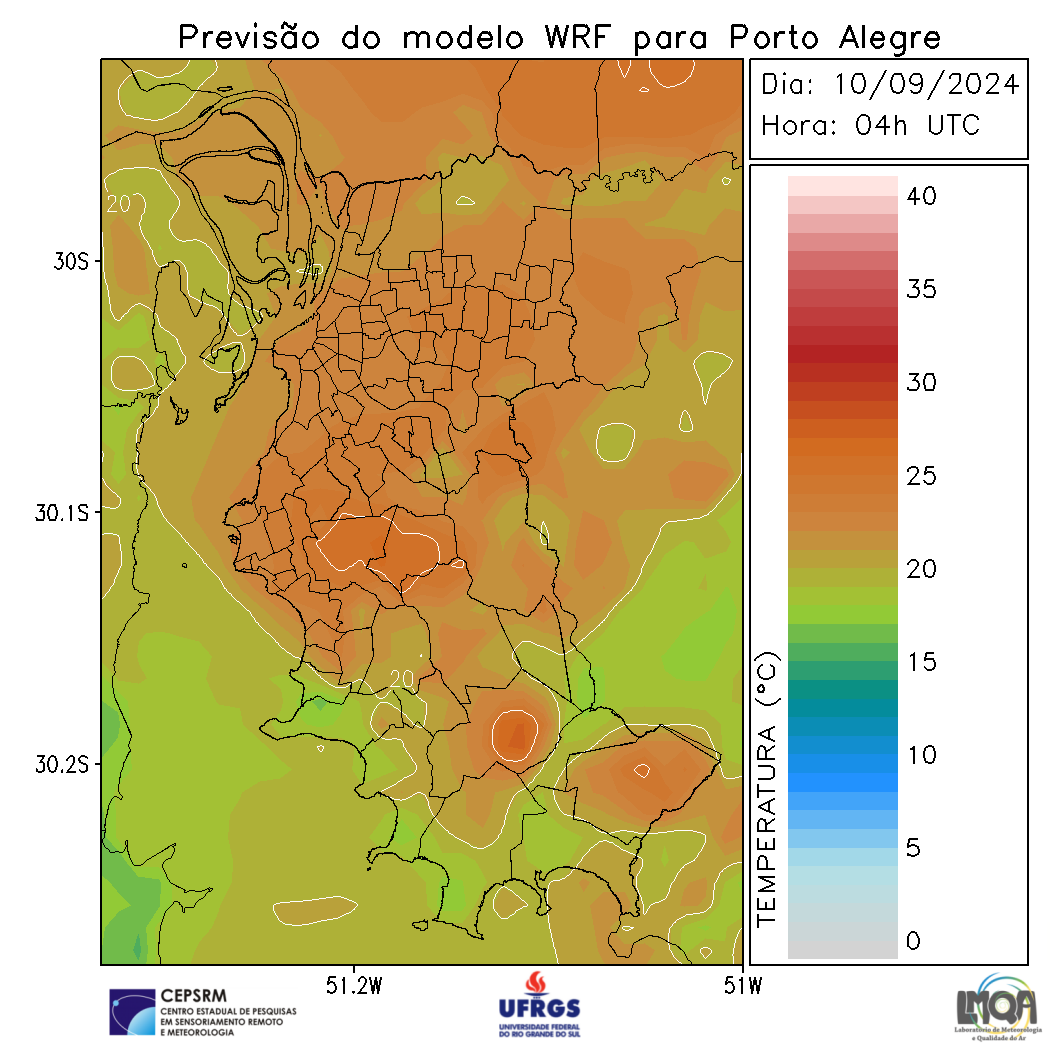 Previsão do modelo WRF para Porto Alegre
Dia: 10/09/2024
Hora: 04h UTC
40
35
30
25
20
15
10
5
0
TEMPERATURA (°C)
30S
30.1S
30.2S
51.2W
51W
20
20
CEPSRM
CENTRO ESTADUAL DE PESQUISAS
EM SENSORIAMENTO REMOTO
E METEOROLOGIA
UFRGS
UNIVERSIDADE FEDERAL
DO RIO GRANDE DO SUL
LMQA
Laboratório de Meteorologia
e Qualidade do Ar